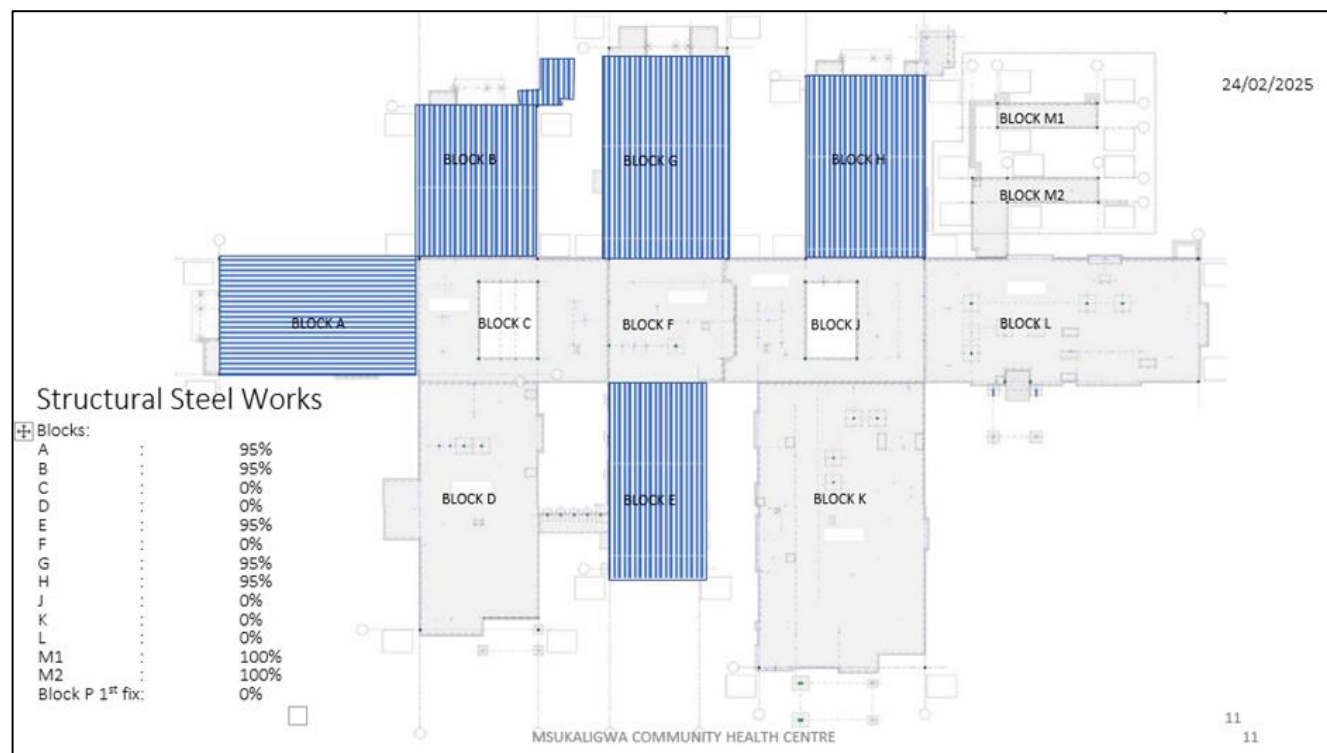 24/02/2025
BLOCK M1
BLOCK B
BLOCK G
BLOCK H
BLOCK M2
BLOCK A
BLOCK C
BLOCK F
BLOCK J
BLOCK L
Structural Steel Works
Blocks:
A : 95%
B : 95%
C : 0%
D : 0%
E : 95%
F : 0%
G : 95%
H : 95%
J : 0%
K : 0%
L : 0%
M1 : 100%
M2 : 100%
Block P 1st fix: 0%
BLOCK D
BLOCK E
BLOCK K
MSUKALIGWA COMMUNITY HEALTH CENTRE
11
11